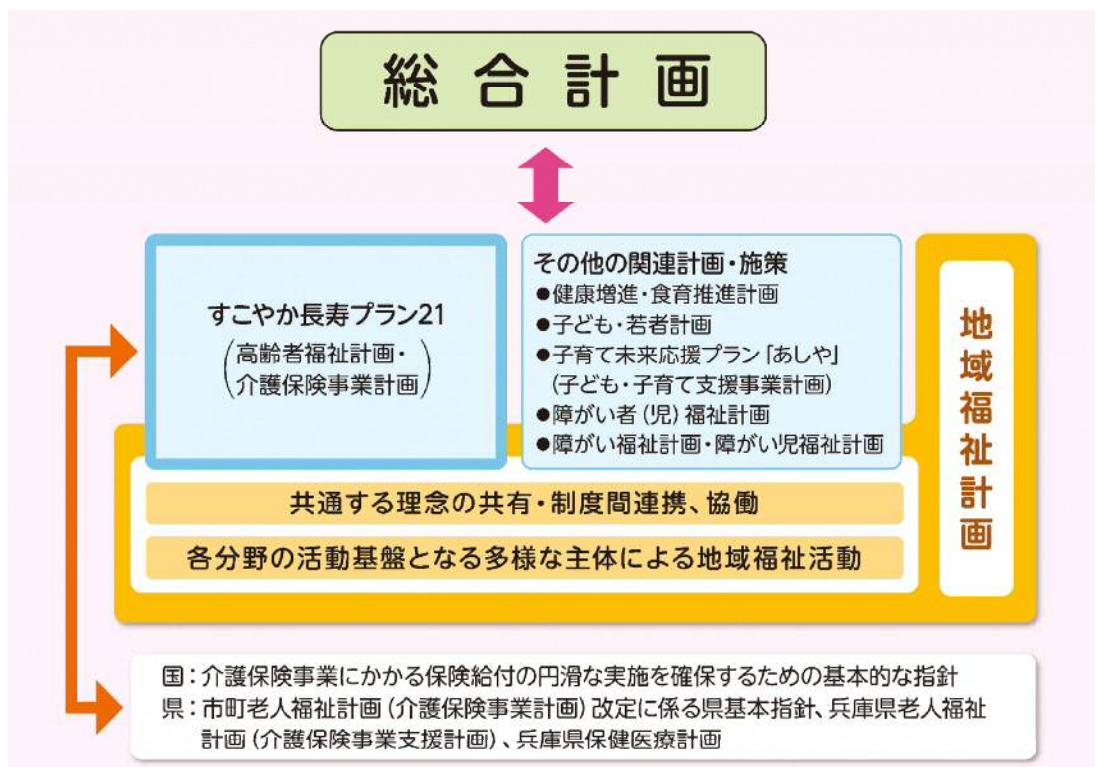 総合計画
すこやか長寿プラン21
(高齢者福祉計画・
介護保険事業計画)
その他の関連計画・施策
●健康増進・食育推進計画
●子ども・若者計画
●子育て未来応援プラン「あしや」
(子ども・子育て支援事業計画)
●障がい者(児)福祉計画
●障がい福祉計画・障がい児福祉計画
地域福祉計画
共通する理念の共有・制度間連携、協働
各分野の活動基盤となる多様な主体による地域福祉活動
国：介護保険事業にかかる保険給付の円滑な実施を確保するための基本的な指針
県：市町老人福祉計画(介護保険事業計画)改定に係る県基本指針、兵庫県老人福祉
計画(介護保険事業支援計画)、兵庫県保健医療計画